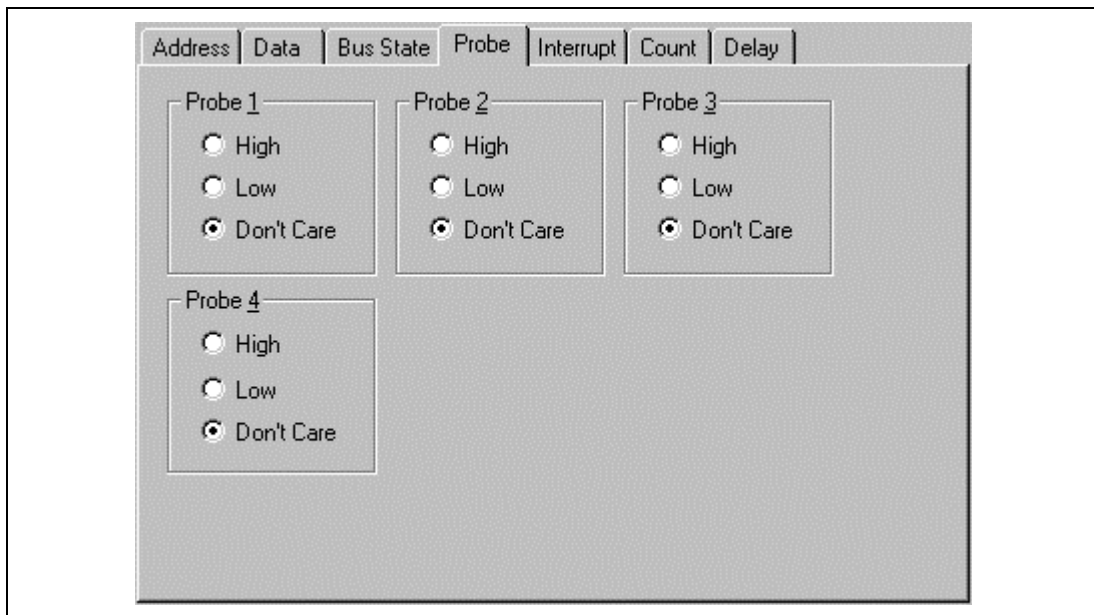 Address Data Bus State Probe Interrupt Count Delay
Probe 1 Probe 2 Probe 3
High High High
Low Low Low
Don't Care Don't Care Don't Care
Probe 4
High
Low
Don't Care